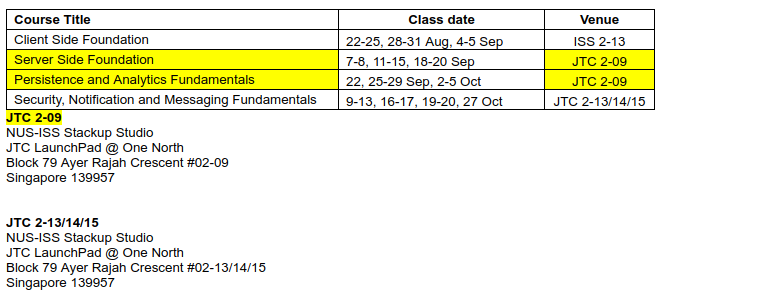 Course Title Class date Venue
Client Side Foundation 22-25, 28-31 Aug, 4-5 Sep ISS 2-13
Server Side Foundation 7-8, 11-15, 18-20 Sep JTC 2-09
Persistence and Analytics Fundamentals 22, 25-29 Sep, 2-5 Oct JTC 2-09
Security, Notification and Messaging Fundamentals 9-13, 16-17, 19-20, 27 Oct JTC 2-13/14/15
JTC 2-09
NUS-ISS Stackup Studio
JTC LaunchPad @ One North
Block 79 Ayer Rajah Crescent #02-09
Singapore 139957
JTC 2-13/14/15
NUS-ISS Stackup Studio
JTC LaunchPad @ One North
Block 79 Ayer Rajah Crescent #02-13/14/15
Singapore 139957